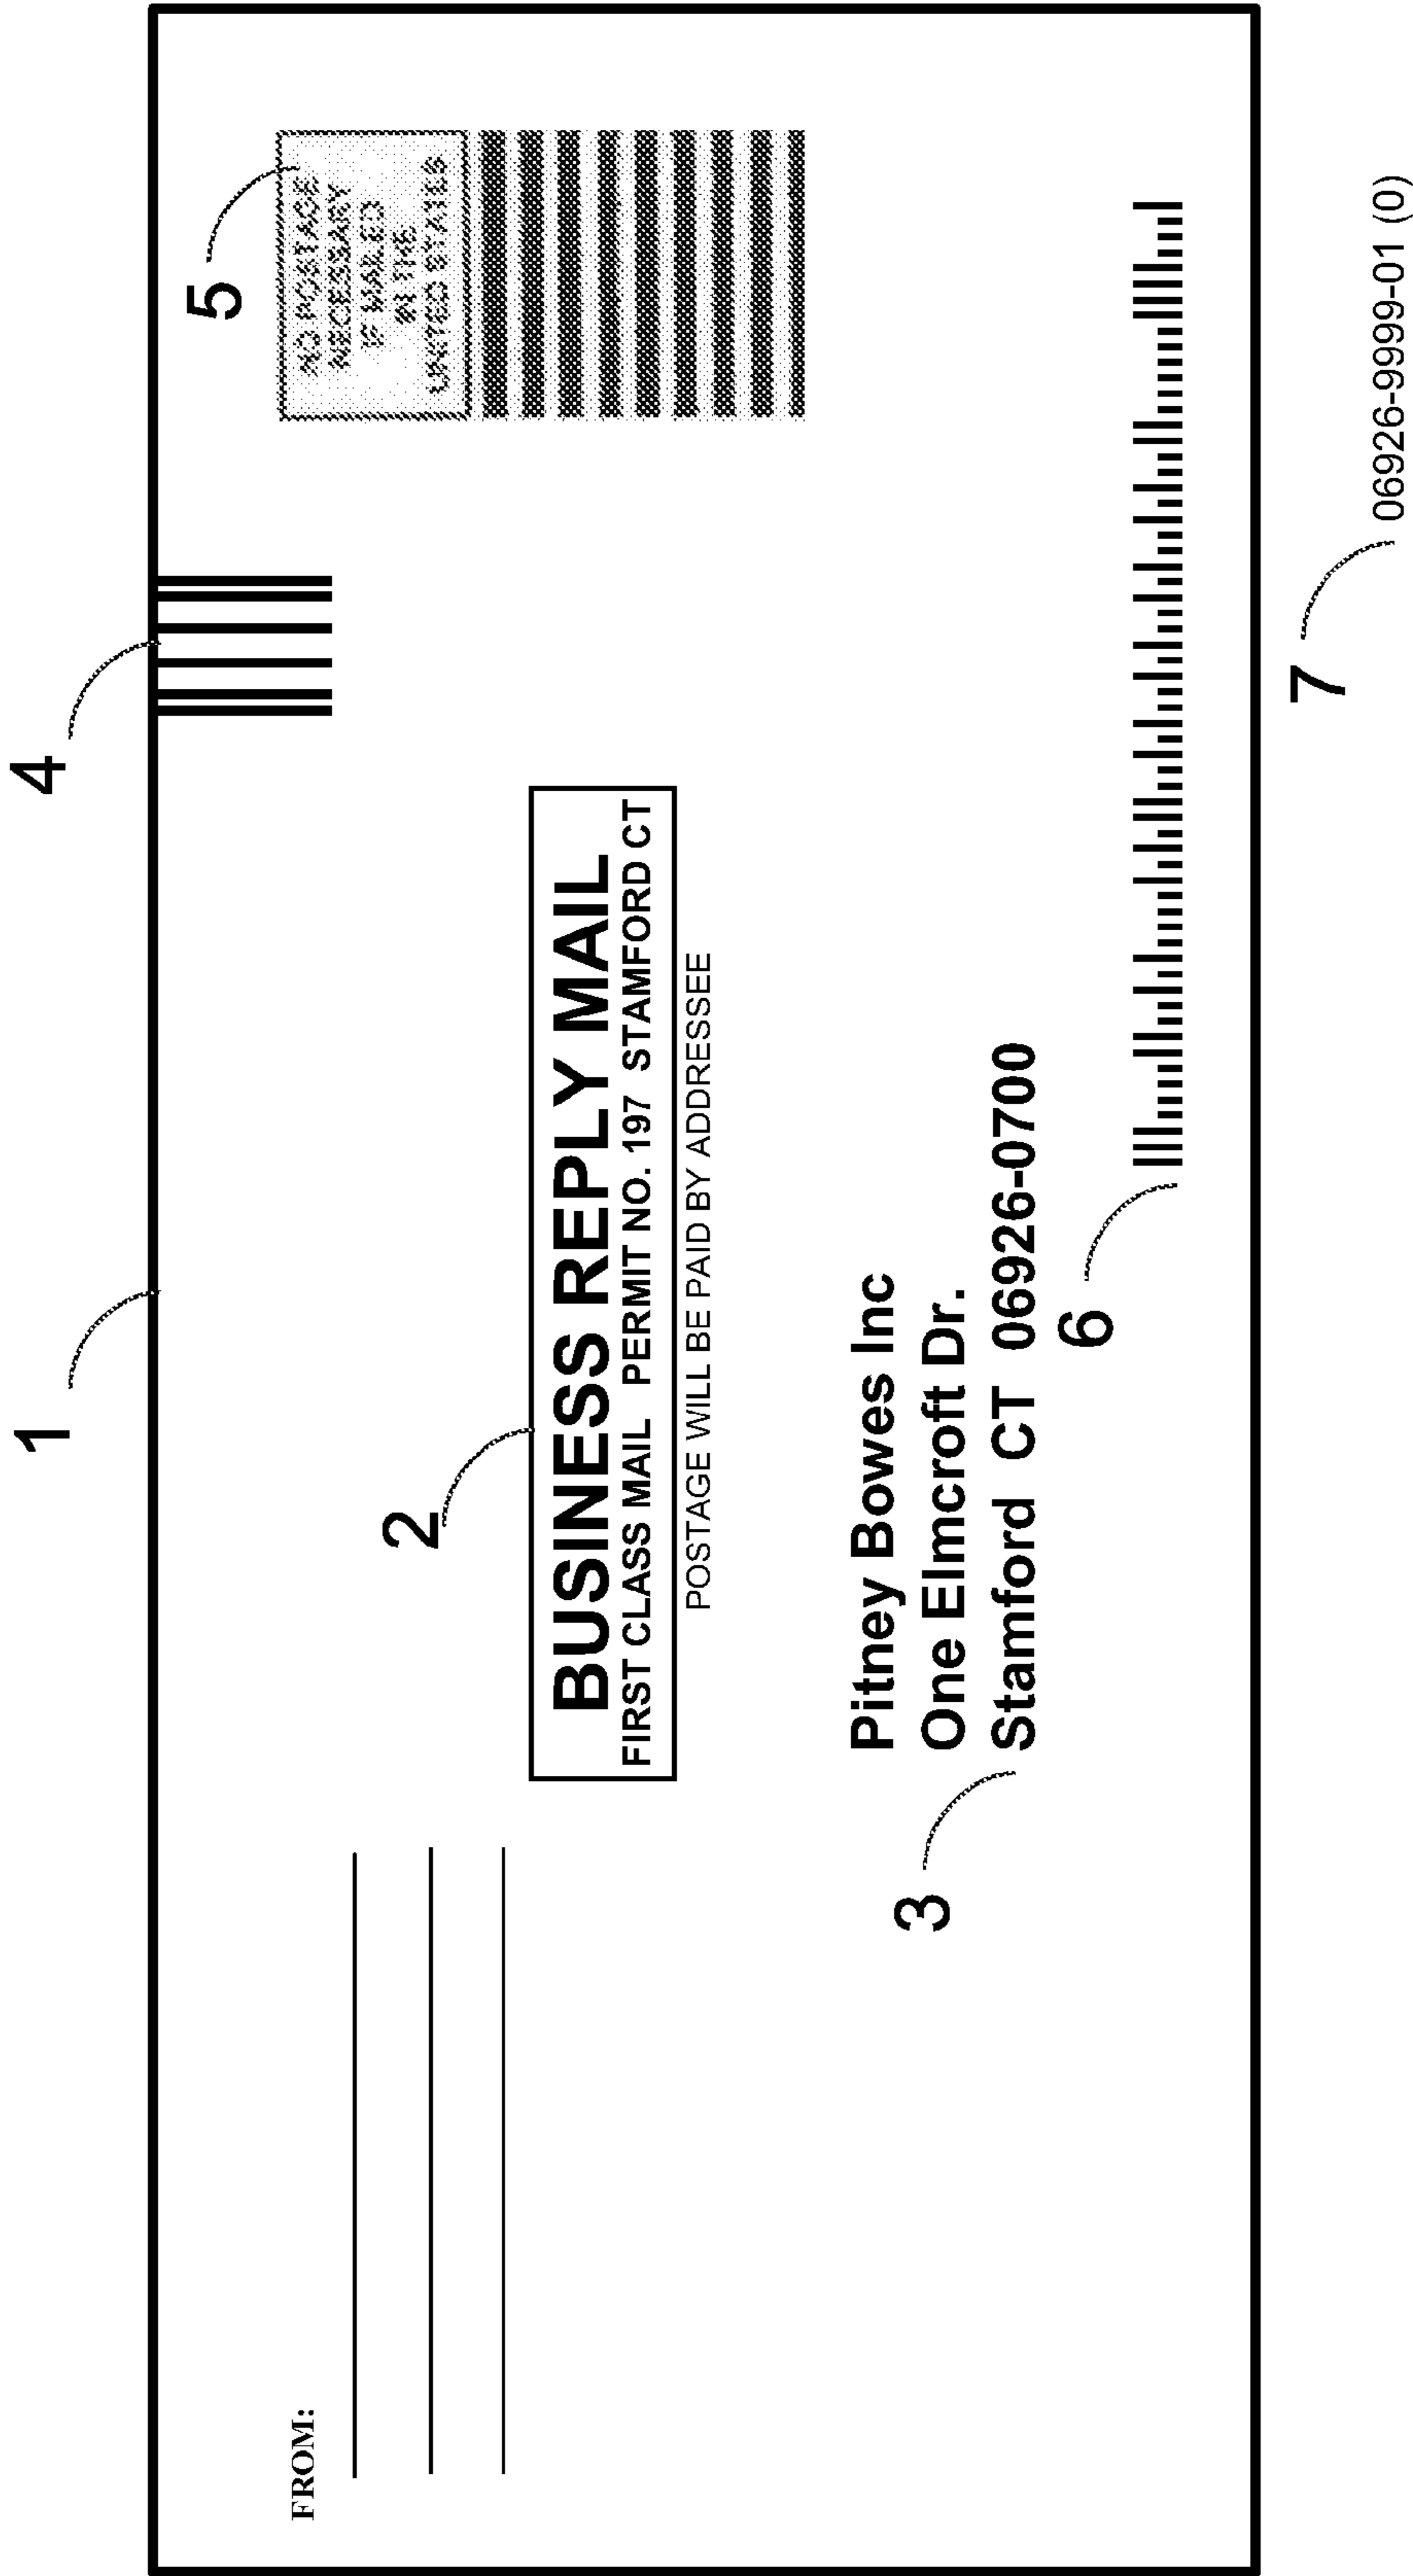 1
4
5
FROM:
NO POSTAGE
NECESSARY
IS MAILED
IN THE
UNITED STATES
2
BUSINESS REPLY MAIL
FIRST CLASS MAIL PERMIT NO. 197 STAMFORD CT
POSTAGE WILL BE PAID BY ADDRESSEE
Pitney Bowes Inc
One Elmcroft Dr.
Stamford CT 06926-0700
3
6
7
06926-9999-01 (0)